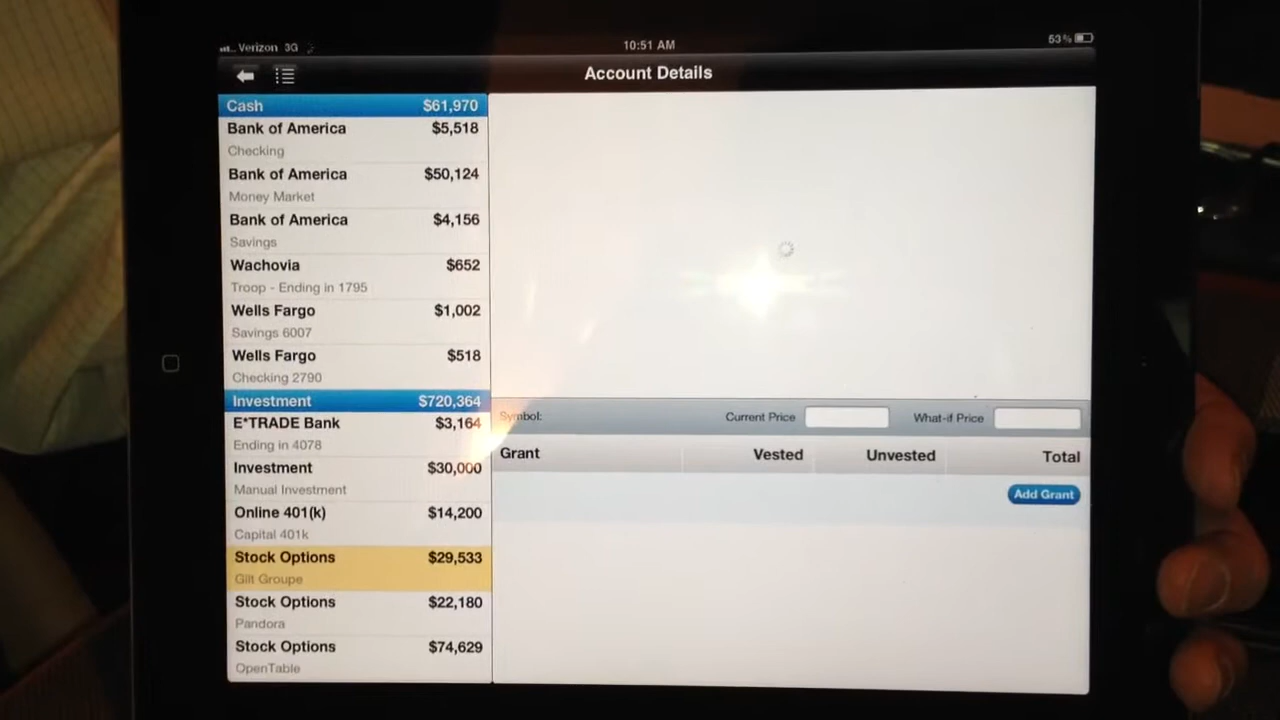 Verizon 3G
10:51 AM
53%
Account Details
Cash $61,970
Bank of America $5,518
Checking
Bank of America $50,124
Money Market
Bank of America $4,156
Savings
Wachovia $652
Troop - Ending in 1795
Wells Fargo $1,002
Savings 6007
Wells Fargo $518
Checking 2790
Investment $720,364
E*TRADE Bank $3,164
Ending in 4078
Investment $30,000
Manual Investment
Online 401(k) $14,200
Capital 401k
Stock Options $29,533
Gilt Groupe
Stock Options $22,180
Pandora
Stock Options $74,629
OpenTable
Symbol: Current Price What-if Price
Grant Vested Unvested Total
Add Grant